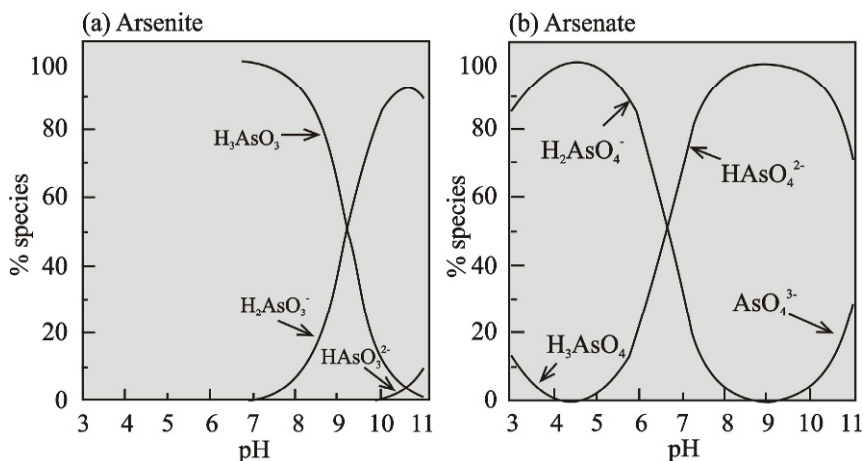 (a) Arsenite
100
80
60
40
20
0
% species
H₃AsO₃
H₂AsO₃⁻
HAsO₃²⁻
3 4 5 6 7 8 9 10 11
pH
(b) Arsenate
100
80
60
40
20
0
% species
H₂AsO₄⁻
HAsO₄²⁻
AsO₄³⁻
H₃AsO₄
3 4 5 6 7 8 9 10 11
pH